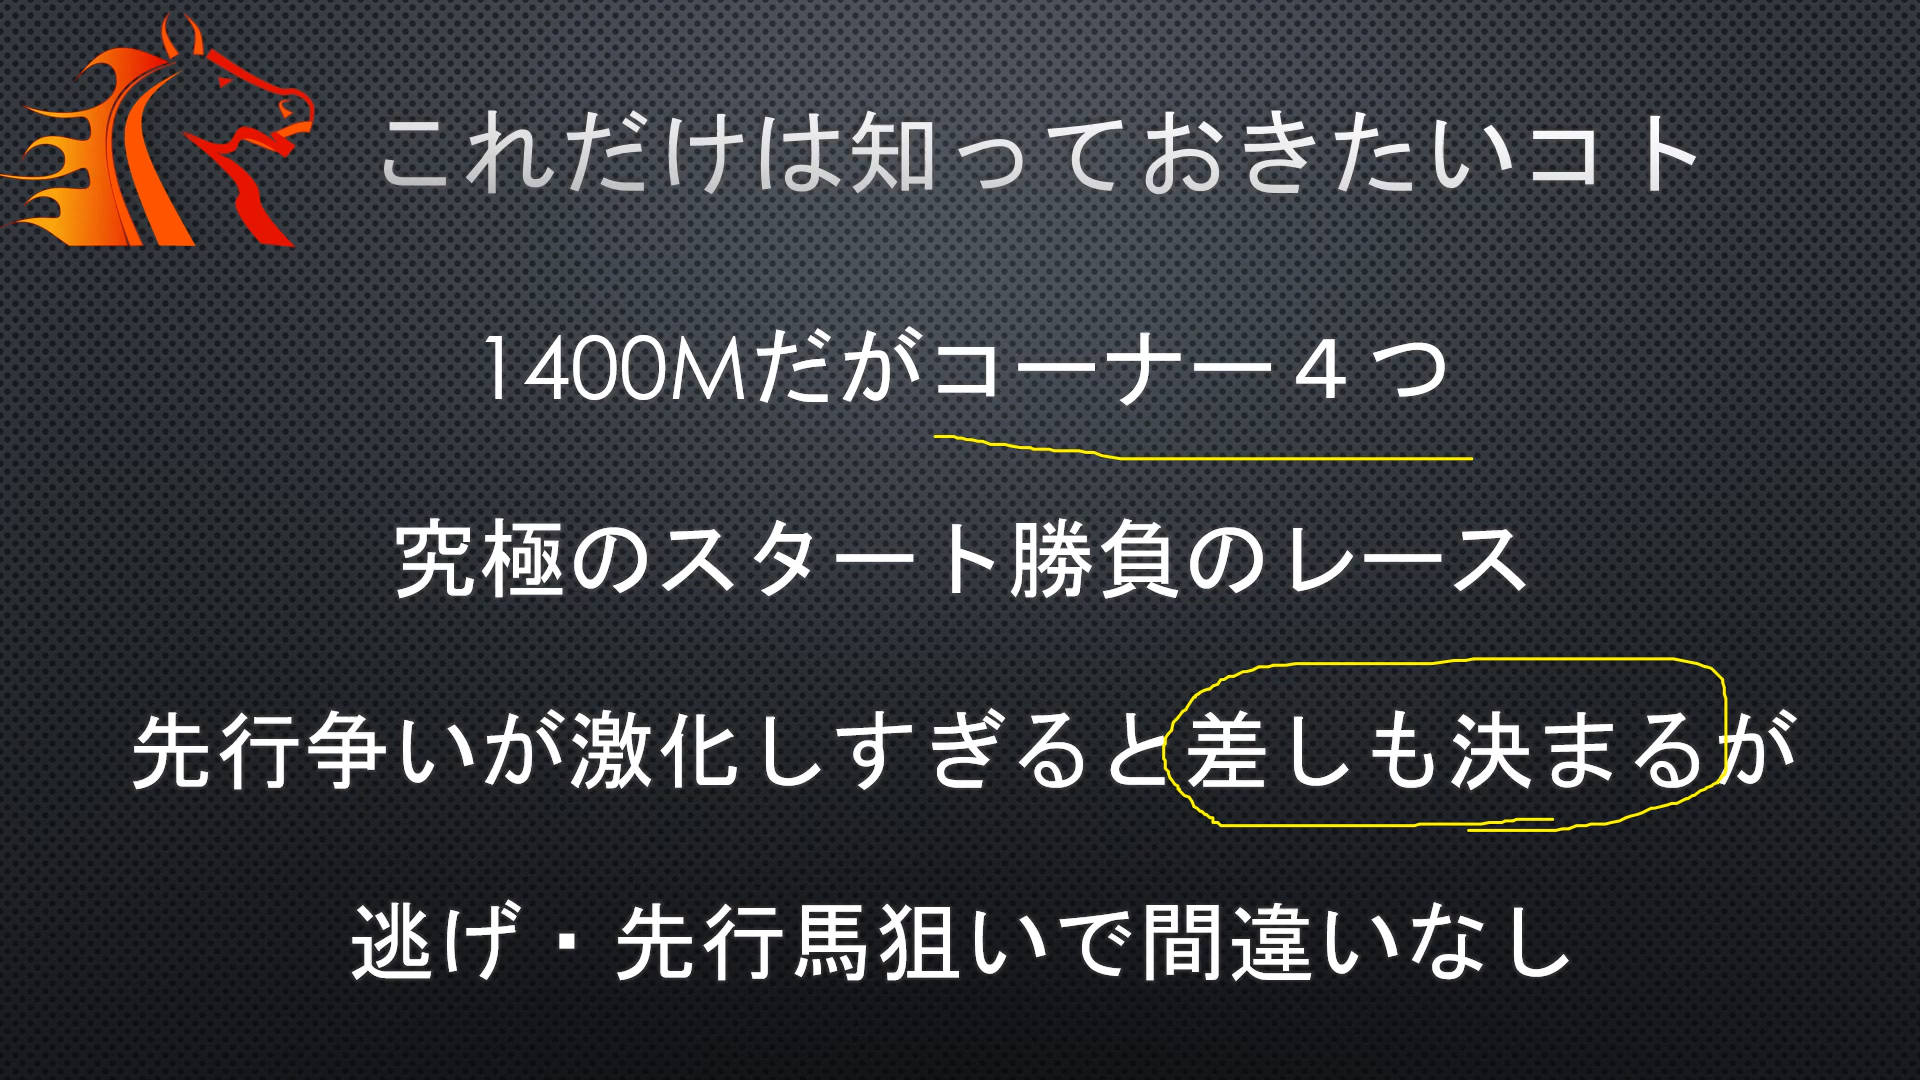 これだけは知っておきたいコト
1400Mだがコーナー４つ
究極のスタート勝負のレース
先行争いが激化しすぎると差しも決まるが
逃げ・先行馬狙いで間違いなし